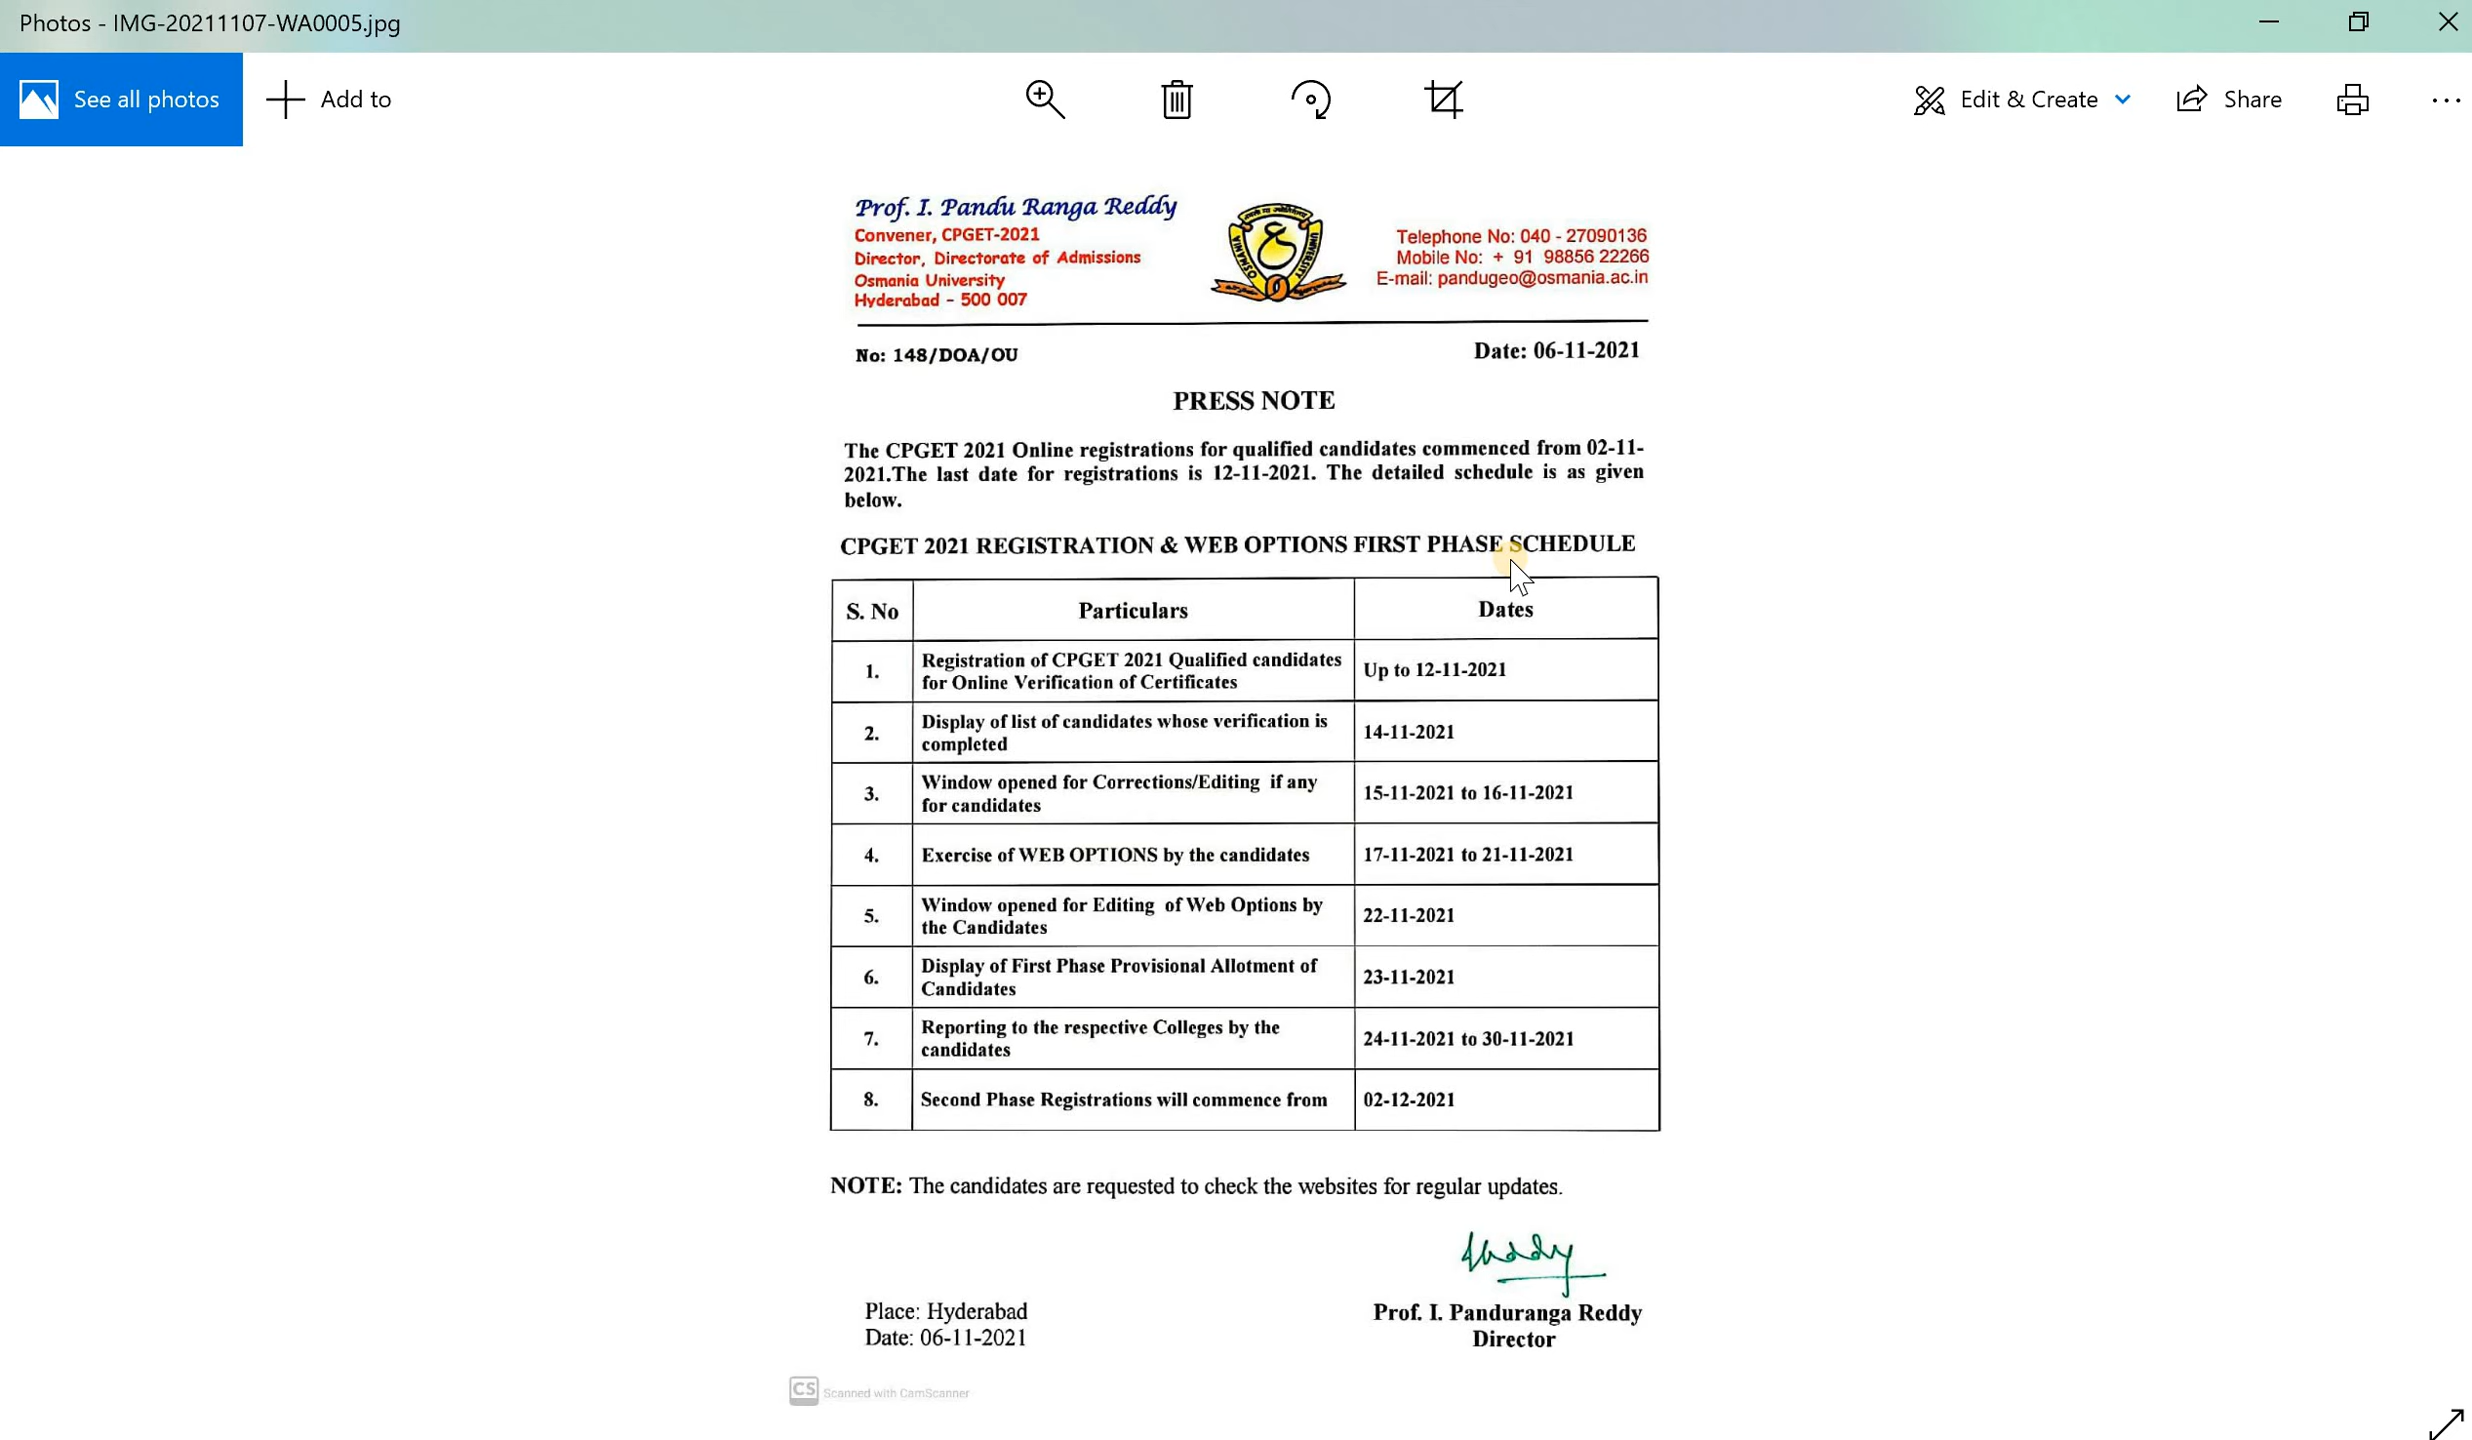 Photos - IMG-20211107-WA0005.jpg
See all photos
Add to
Edit & Create
Share
Prof. I. Pandu Ranga Reddy
Convener, CPGET-2021
Director, Directorate of Admissions
Osmania University
Hyderabad - 500 007
OSMANIA UNIVERSITY
Telephone No: 040 - 27090136
Mobile No: + 91 98856 22266
E-mail: pandugeo@osmania.ac.in
No: 148/DOA/OU
Date: 06-11-2021
PRESS NOTE
The CPGET 2021 Online registrations for qualified candidates commenced from 02-11-
2021.The last date for registrations is 12-11-2021. The detailed schedule is as given
below.
CPGET 2021 REGISTRATION & WEB OPTIONS FIRST PHASE SCHEDULE
S. No Particulars Dates
1. Registration of CPGET 2021 Qualified candidates
for Online Verification of Certificates Up to 12-11-2021
2. Display of list of candidates whose verification is
completed 14-11-2021
3. Window opened for Corrections/Editing if any
for candidates 15-11-2021 to 16-11-2021
4. Exercise of WEB OPTIONS by the candidates 17-11-2021 to 21-11-2021
5. Window opened for Editing of Web Options by
the Candidates 22-11-2021
6. Display of First Phase Provisional Allotment of
Candidates 23-11-2021
7. Reporting to the respective Colleges by the
candidates 24-11-2021 to 30-11-2021
8. Second Phase Registrations will commence from 02-12-2021
NOTE: The candidates are requested to check the websites for regular updates.
Place: Hyderabad
Date: 06-11-2021
Prof. I. Panduranga Reddy
Director
CS Scanned with CamScanner